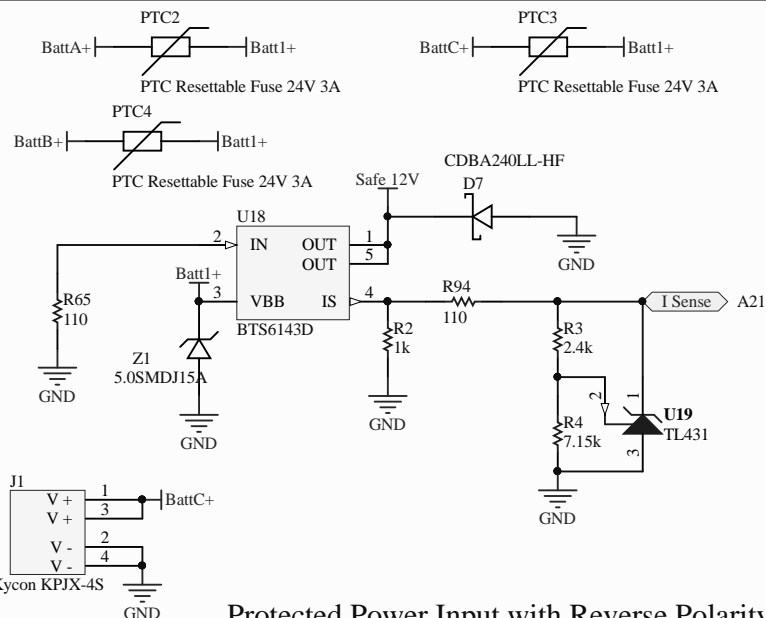 PTC2
BattA+ Batt1+
PTC Resettable Fuse 24V 3A
PTC3
BattC+ Batt1+
PTC Resettable Fuse 24V 3A
PTC4
BattB+ Batt1+
PTC Resettable Fuse 24V 3A
CDBA240LL-HF
D7
Safe 12V
GND
U18
2 IN OUT 1
OUT 5
Batt1+
3 VBB IS 4
BTS6143D
R65
110
GND
Z1
5.0SMDJ15A
GND
R94
110
R2
1k
GND
I Sense A21
R3
2.4k
1
2
U19
TL431
3
R4
7.15k
GND
J1
V + 1 BattC+
V + 3
V - 2
V - 4
Kycon KPJX-4S
GND
Protected Power Input with Reverse Polarity